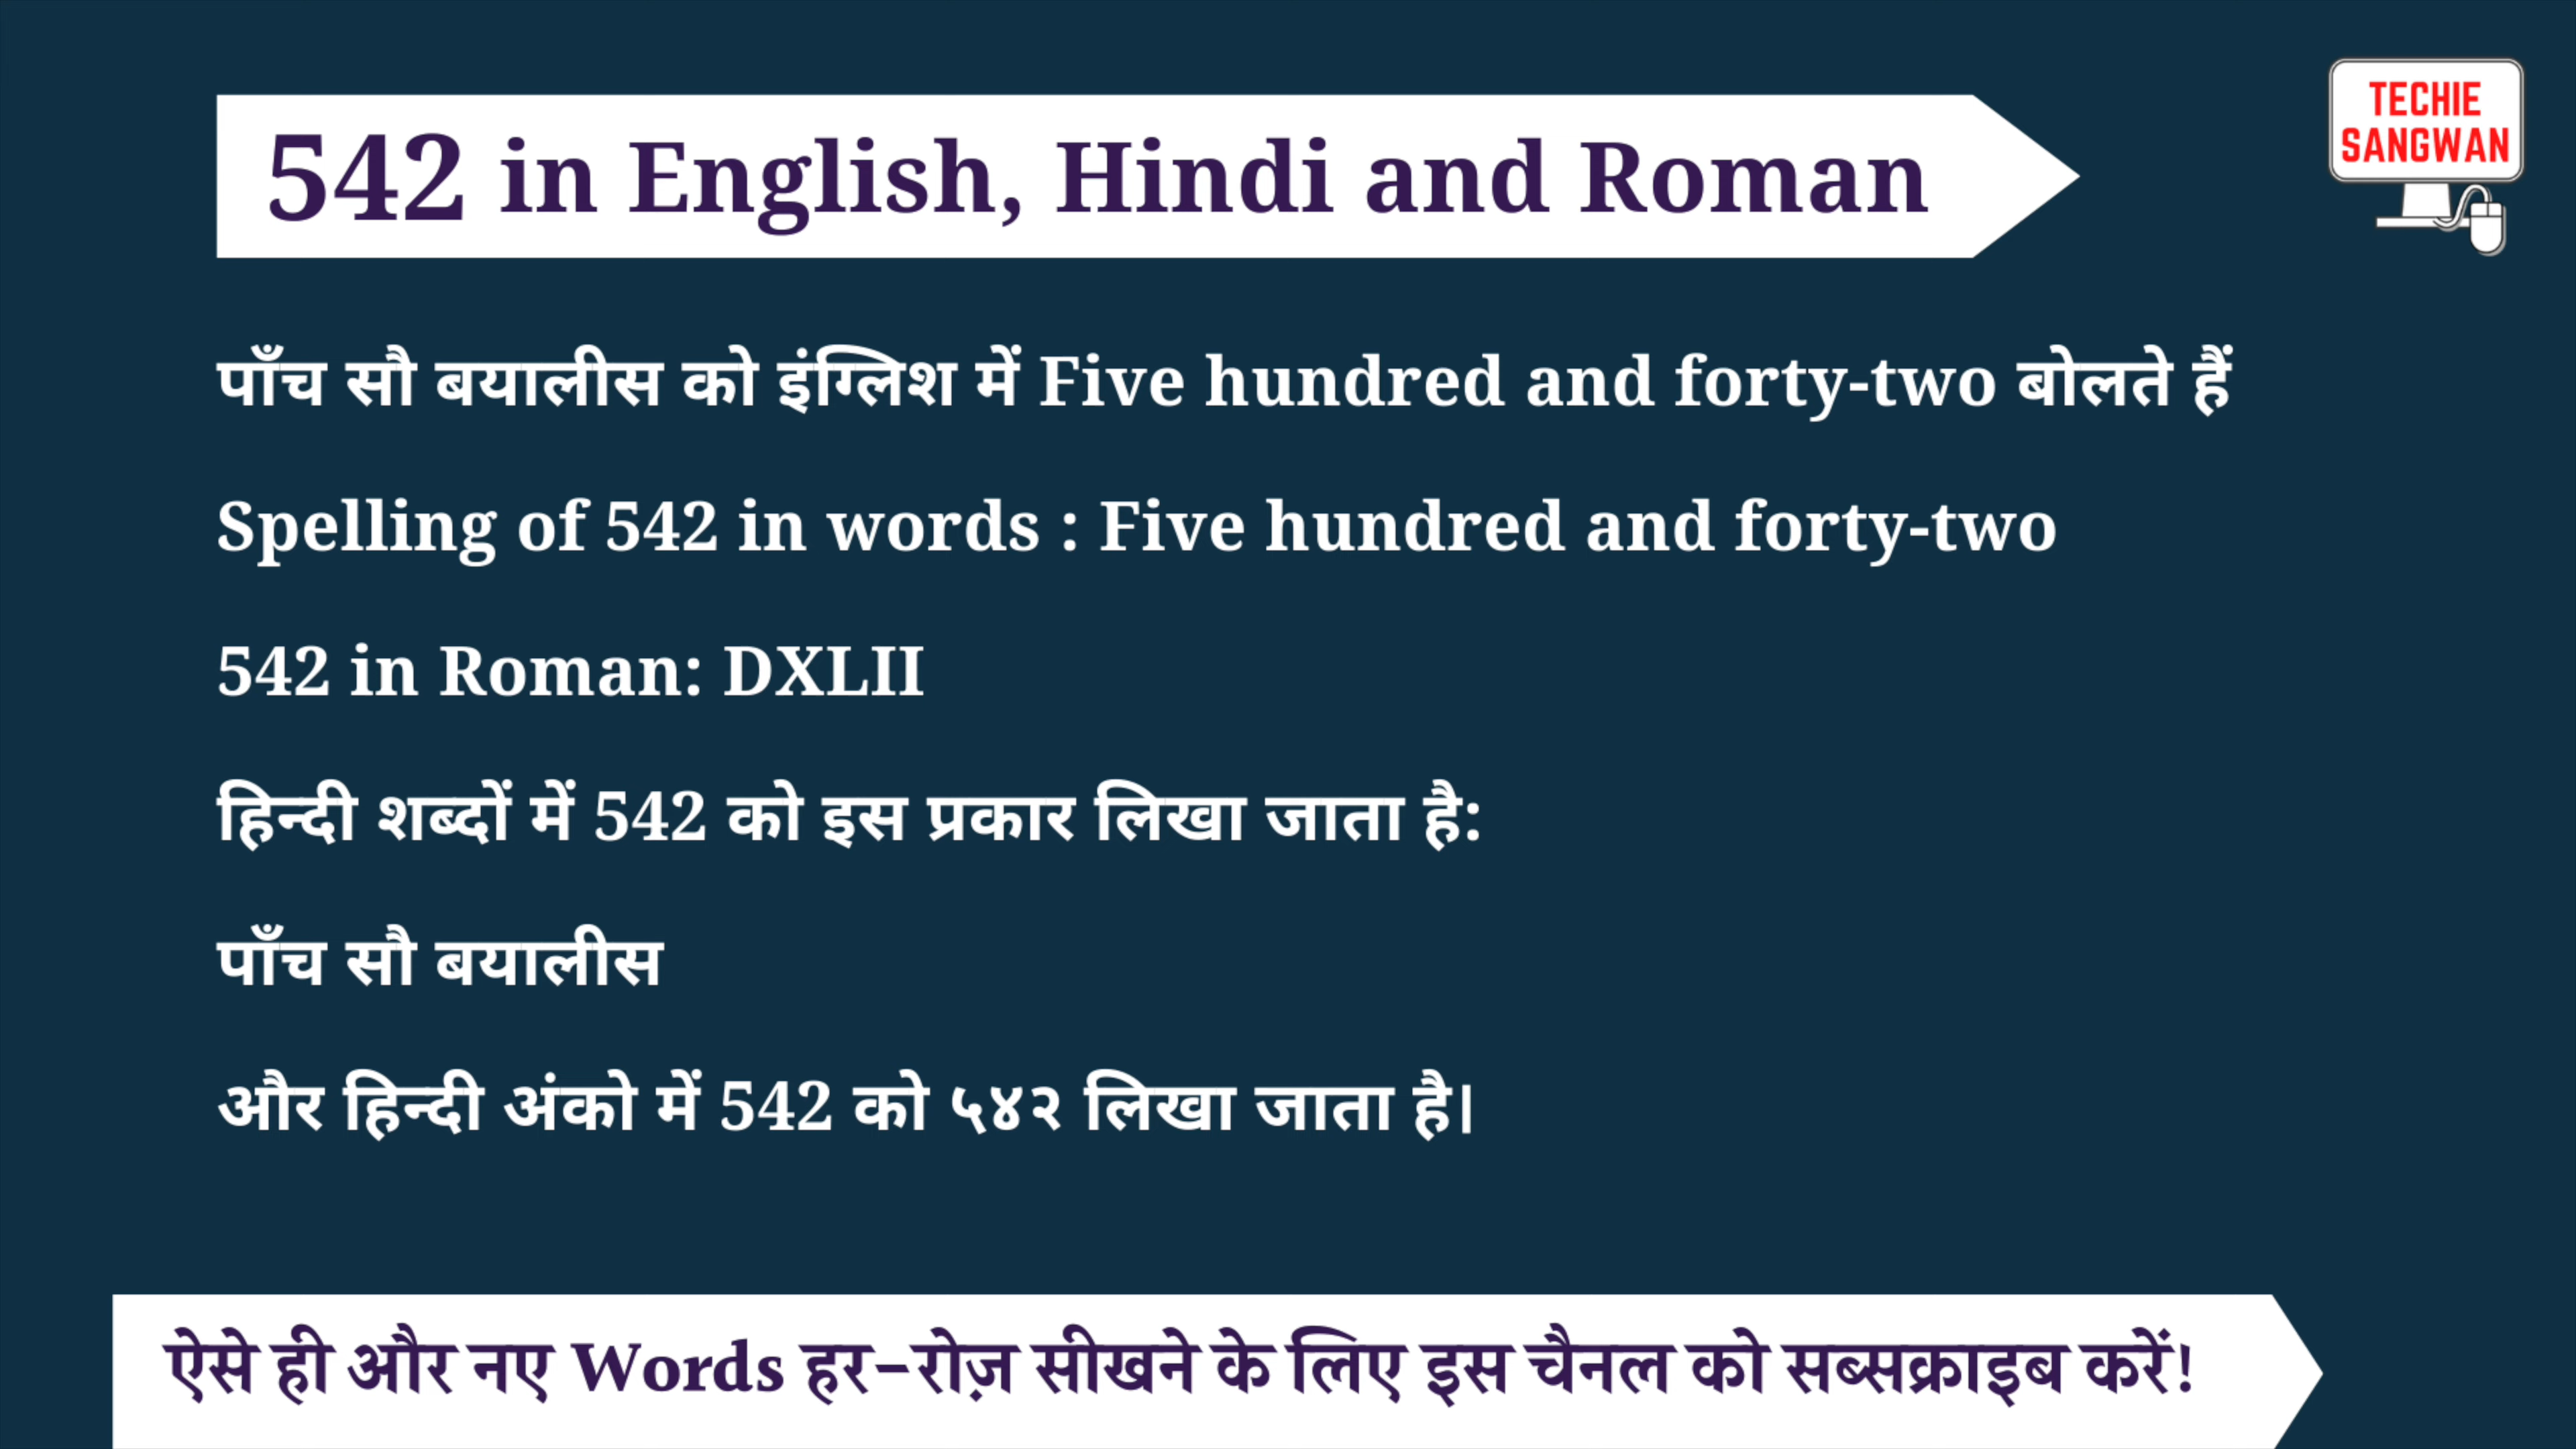 542 in English, Hindi and Roman
TECHIE
SANGWAN
पाँच सौ बयालीस को इंग्लिश में Five hundred and forty-two बोलते हैं
Spelling of 542 in words : Five hundred and forty-two
542 in Roman: DXLII
हिन्दी शब्दों में 542 को इस प्रकार लिखा जाता है:
पाँच सौ बयालीस
और हिन्दी अंको में 542 को ५४२ लिखा जाता है।
ऐसे ही और नए Words हर-रोज़ सीखने के लिए इस चैनल को सब्सक्राइब करें!